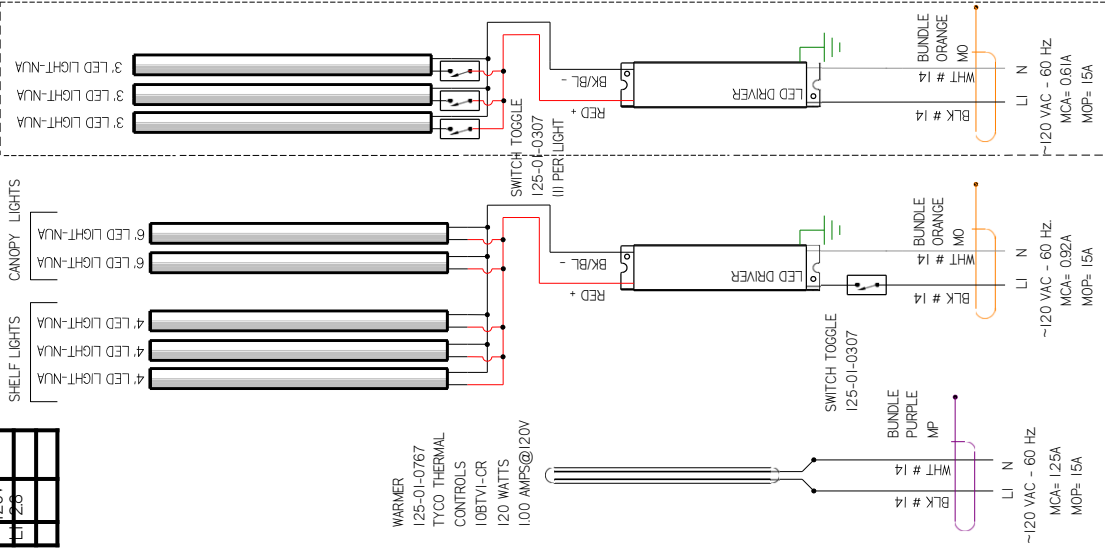 3' LED LIGHT-NUA
3' LED LIGHT-NUA
3' LED LIGHT-NUA
SWITCH TOGGLE
125-01-0307
(1) PER LIGHT
BK/BL -
RED +
LED DRIVER
BUNDLE
ORANGE
MO
WHT # 14
BLK # 14
N
L1
~120 VAC - 60 Hz.
MCA= 0.61A
MOP= 15A
CANOPY LIGHTS
6' LED LIGHT-NUA
6' LED LIGHT-NUA
SHELF LIGHTS
4' LED LIGHT-NUA
4' LED LIGHT-NUA
4' LED LIGHT-NUA
BK/BL -
RED +
LED DRIVER
SWITCH TOGGLE
125-01-0307
BUNDLE
ORANGE
MO
WHT # 14
BLK # 14
N
L1
~120 VAC - 60 Hz.
MCA= 0.92A
MOP= 15A
WARMER
125-01-0767
TYCO THERMAL
CONTROLS
10BTV1-CR
120 WATTS
1.00 AMPS@120V
BUNDLE
PURPLE
MP
WHT # 14
BLK # 14
N
L1
~120 VAC - 60 Hz
MCA= 1.25A
MOP= 15A